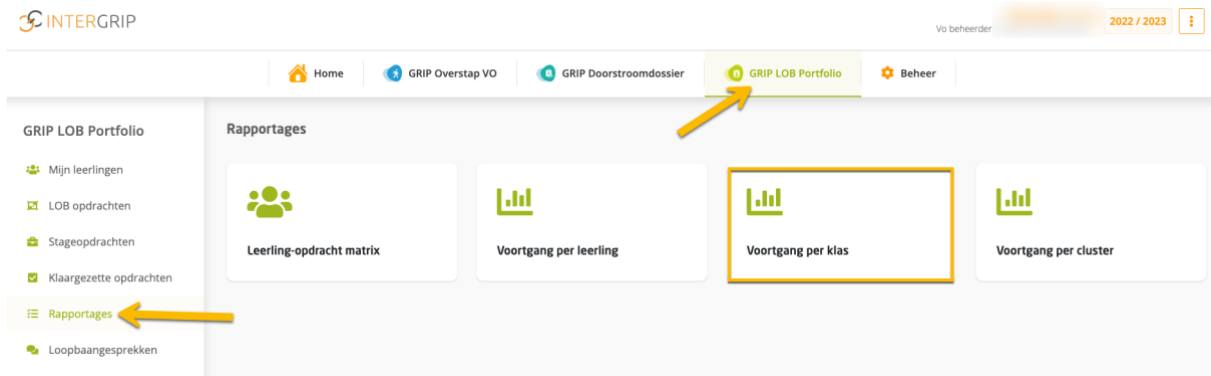 INTERGRIP
Vo beheerder
2022 / 2023
Home
GRIP Overstap VO
GRIP Doorstroomdossier
GRIP LOB Portfolio
Beheer
GRIP LOB Portfolio
Mijn leerlingen
LOB opdrachten
Stageopdrachten
Klaargezette opdrachten
Rapportages
Loopbaangesprekken
Rapportages
Leerling-opdracht matrix
Voortgang per leerling
Voortgang per klas
Voortgang per cluster